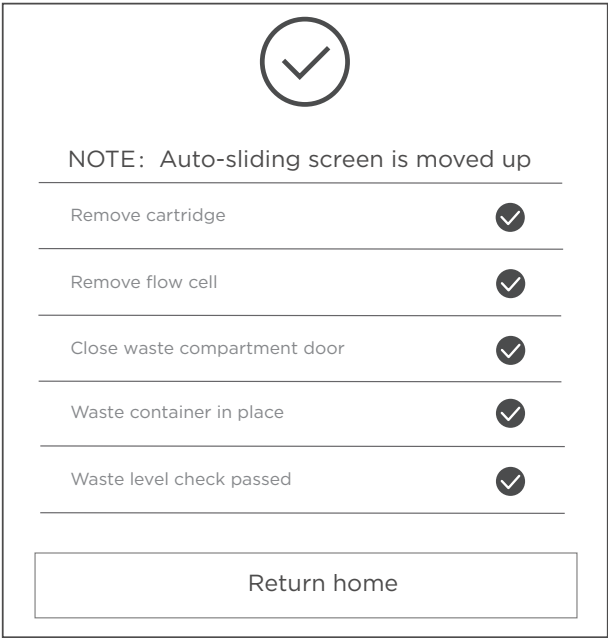 NOTE: Auto-sliding screen is moved up
Remove cartridge
Remove flow cell
Close waste compartment door
Waste container in place
Waste level check passed
Return home